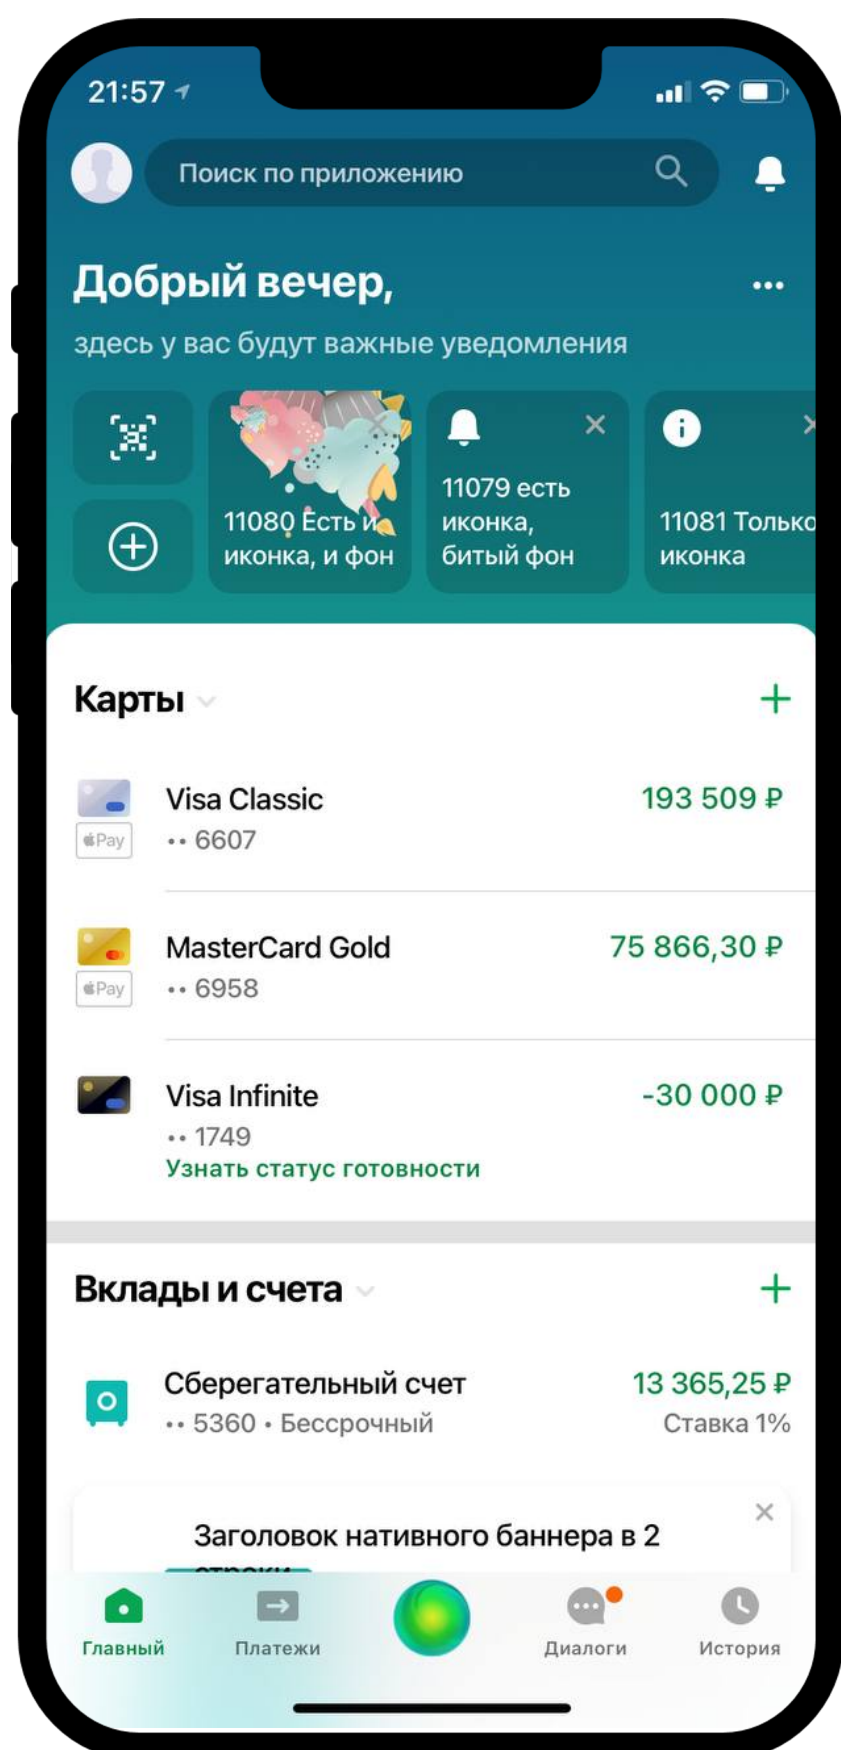 21:57
Поиск по приложению
Добрый вечер,
здесь у вас будут важные уведомления
11080 Есть и
иконка, и фон
11079 есть
иконка,
битый фон
11081 Только
иконка
Карты
Visa Classic
193 509 ₽
Pay
•• 6607
MasterCard Gold
75 866,30 ₽
Pay
•• 6958
Visa Infinite
-30 000 ₽
•• 1749
Узнать статус готовности
Вклады и счета
Сберегательный счет
13 365,25 ₽
•• 5360 • Бессрочный
Ставка 1%
Заголовок нативного баннера в 2
строки
Главный
Платежи
Диалоги
История